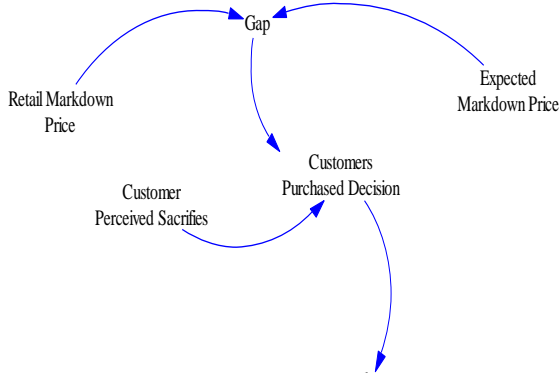 Gap
Expected
Markdown Price
Retail Markdown
Price
Customers
Purchased Decision
Customer
Perceived Sacrifies